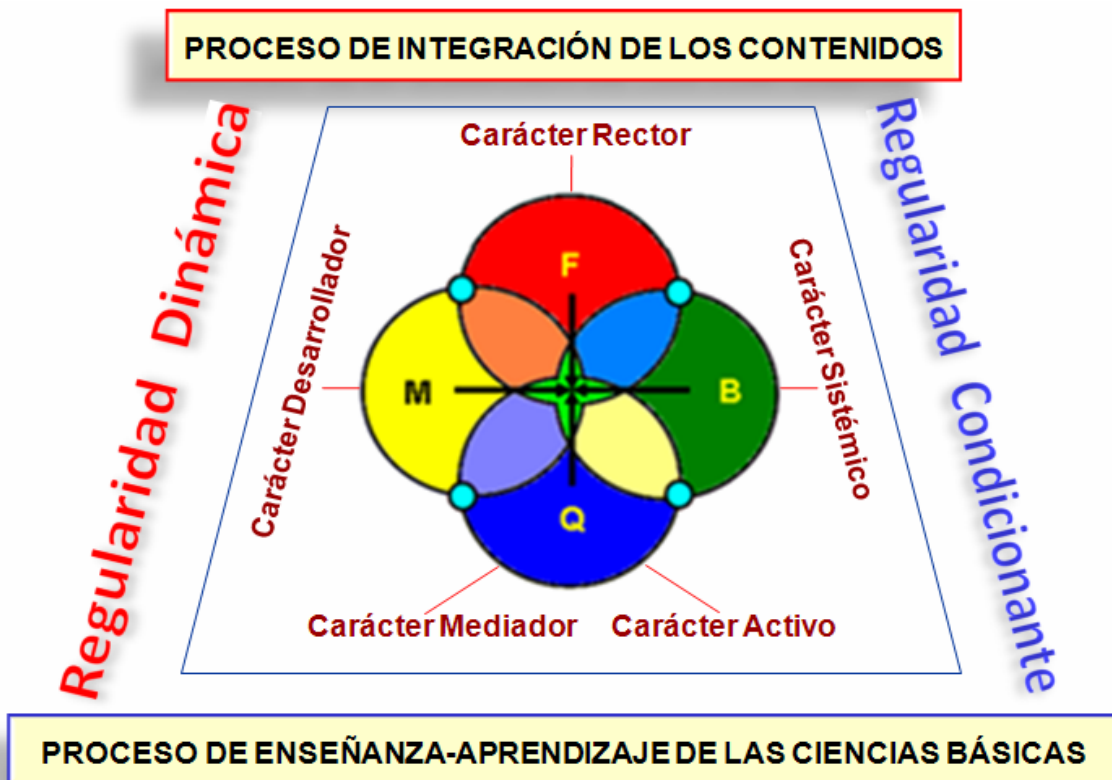 PROCESO DE INTEGRACIÓN DE LOS CONTENIDOS
Regularidad Dinámica
Regularidad Condicionante
Carácter Rector
Carácter Desarrollador
Carácter Sistémico
F
M
B
Q
Carácter Mediador
Carácter Activo
PROCESO DE ENSEÑANZA-APRENDIZAJE DE LAS CIENCIAS BÁSICAS